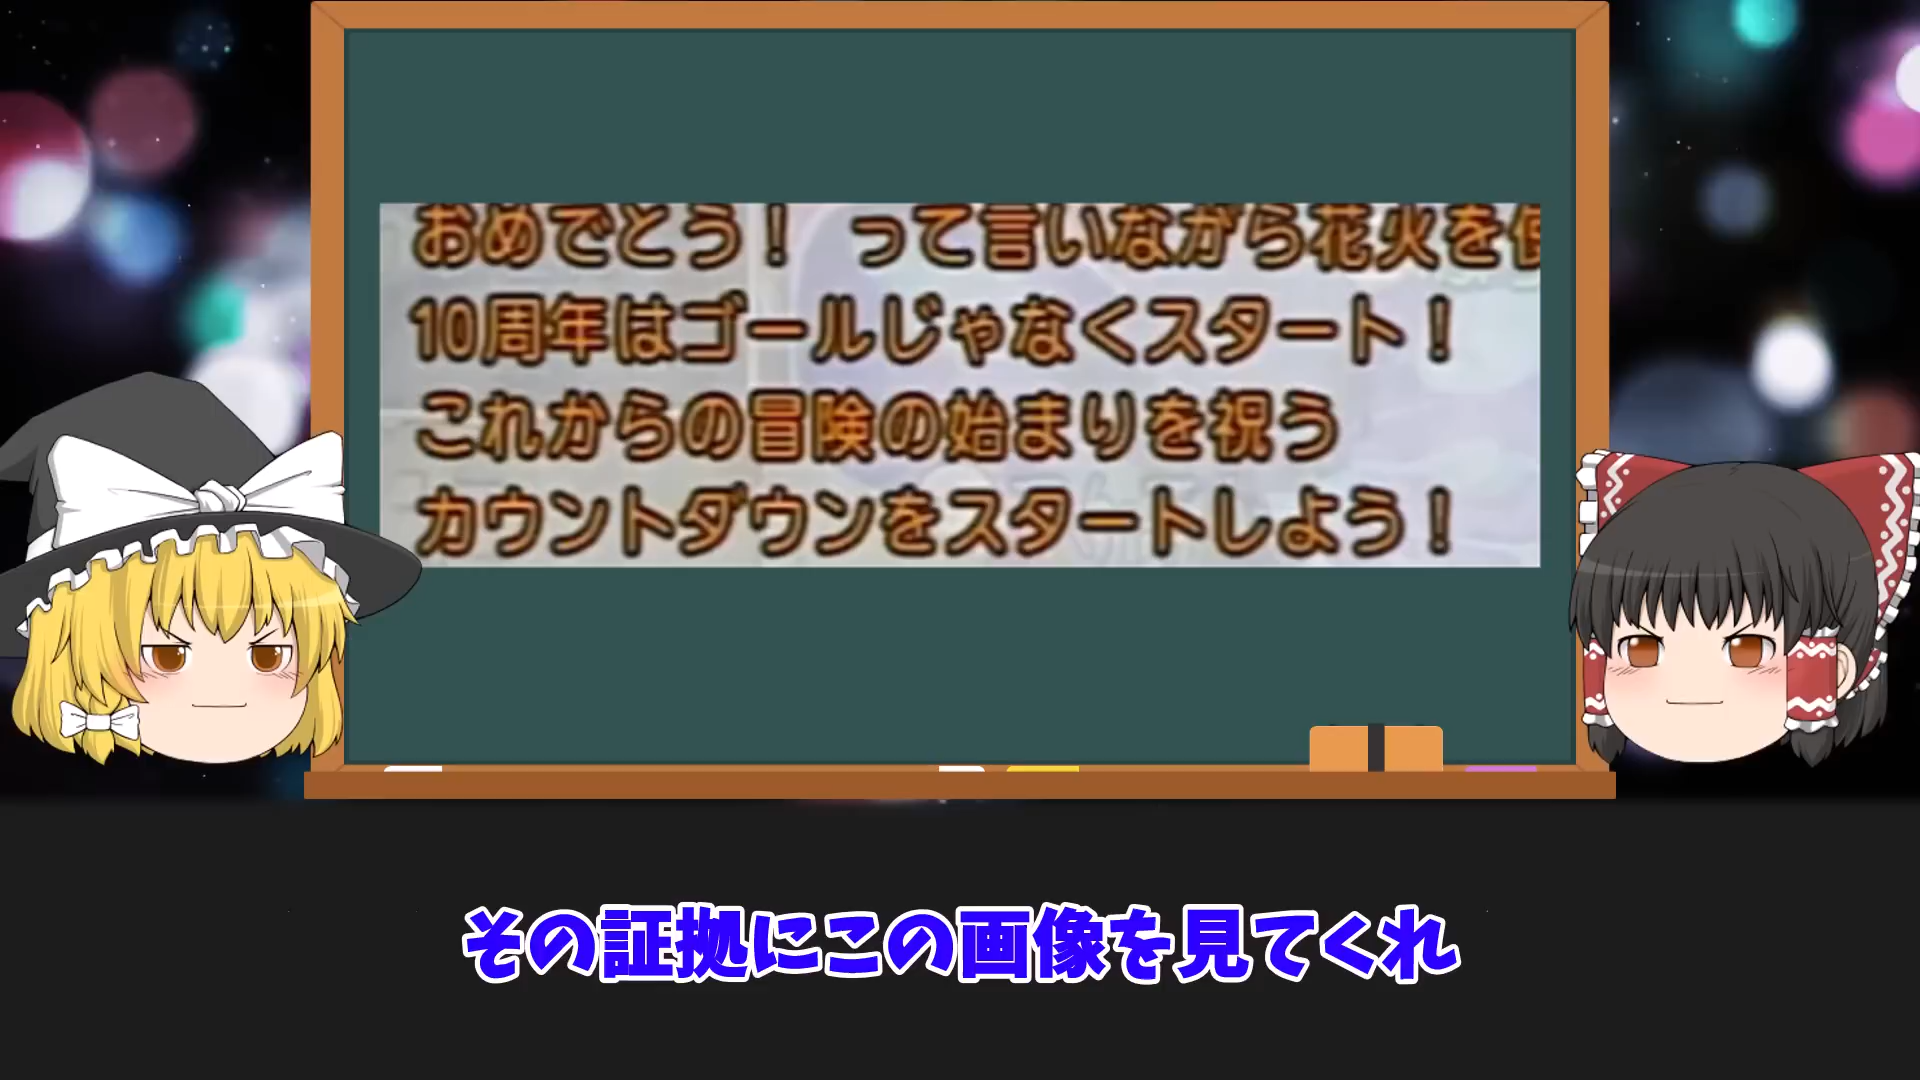 おめでとう！ って言いながら花火を
10周年はゴールじゃなくスタート！
これからの冒険の始まりを祝う
カウントダウンをスタートしよう！
その証拠にこの画像を見てくれ